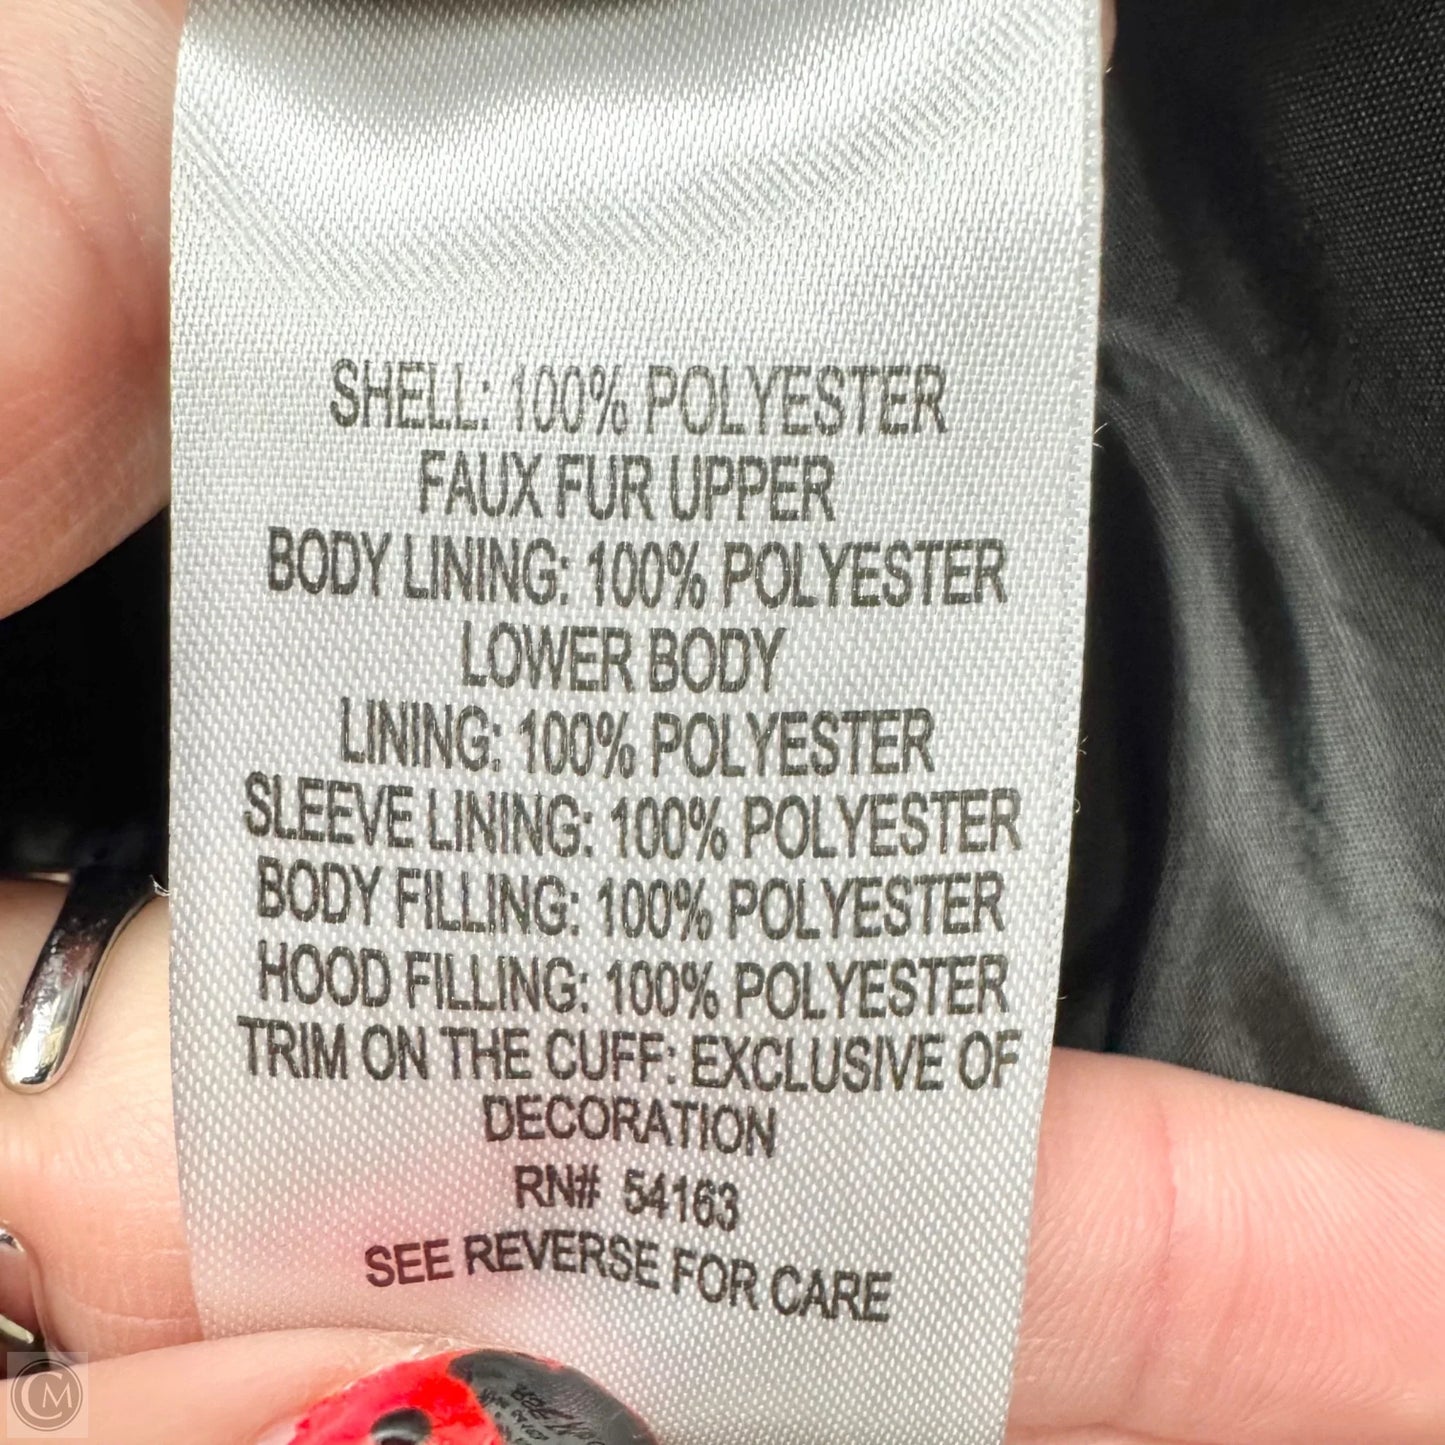 SHELL: 100% POLYESTER
FAUX FUR UPPER
BODY LINING: 100% POLYESTER
LOWER BODY
LINING: 100% POLYESTER
SLEEVE LINING: 100% POLYESTER
BODY FILLING: 100% POLYESTER
HOOD FILLING: 100% POLYESTER
TRIM ON THE CUFF: EXCLUSIVE OF
DECORATION
RN# 54163
SEE REVERSE FOR CARE
CM